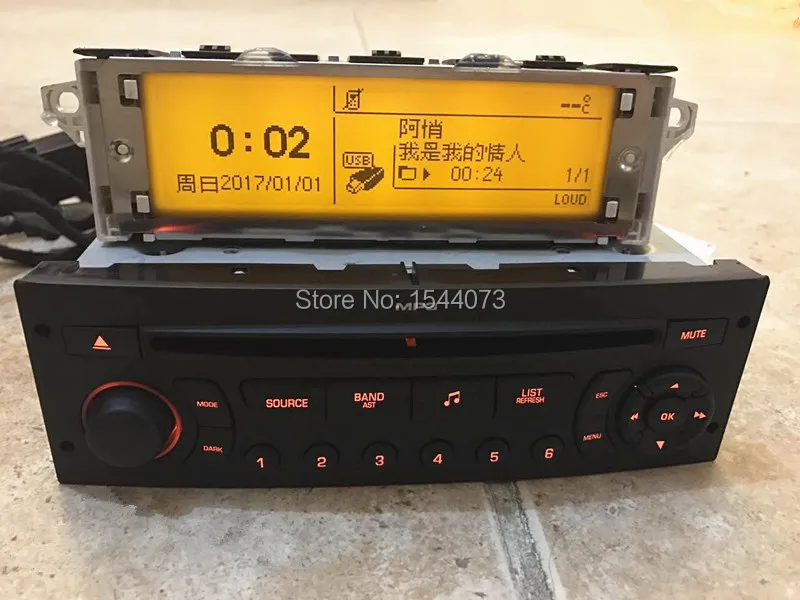 --°C
阿悄
0:02
我是我的情人
USB
00:24 1/1
周日2017/01/01
LOUD
Store No: 1544073
MP3
MUTE
MODE
SOURCE
BAND
AST
LIST
REFRESH
ESC
OK
DARK
MENU
1 2 3 4 5 6